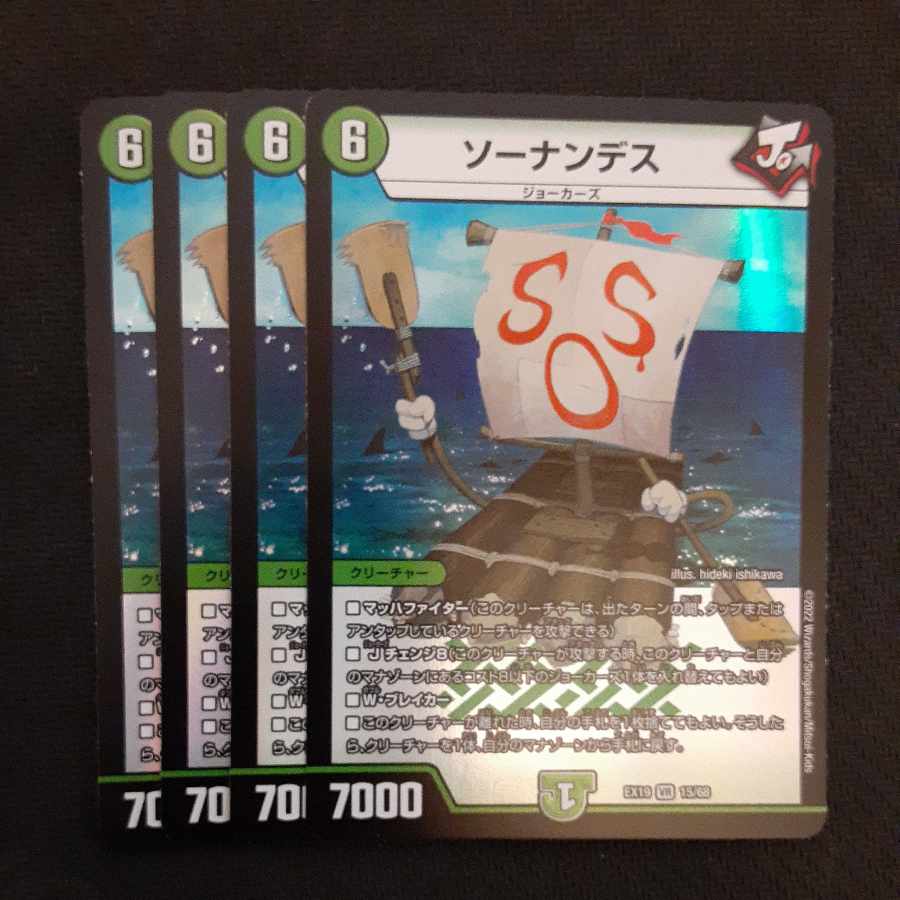 6
6
6
6
ソーナンデス
ジョーカーズ
SOS
クリーチャー
illus. hideki ishikawa
■マッハファイター(このクリーチャーは、出たターンの間、タップまたは
アンタップしているクリーチャーを攻撃できる)
■Jチェンジ8(このクリーチャーが攻撃する時、このクリーチャーと自分
のマナゾーンにあるコスト8以下のジョーカーズ1体を入れ替えてもよい)
■W・ブレイカー
■このクリーチャーが離れた時、自分の手札を1枚捨ててもよい。そうした
ら、クリーチャーを1体、自分のマナゾーンから手札に戻す。
7000
1
EX19 VR 15/68
©2022 Wizards/Shogakukan/Mitsui-Kids